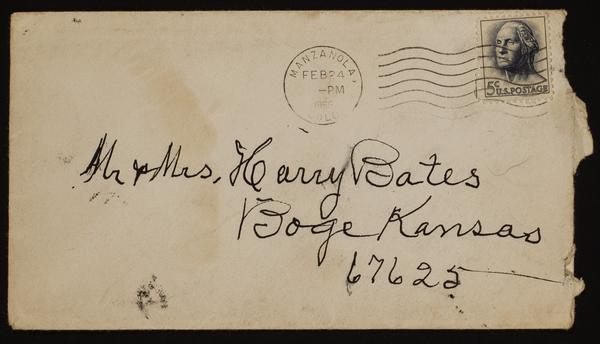 MANZANOLA,
FEB 24
-PM
COLO
5¢ U.S. POSTAGE
Mr & Mrs, Harry Bates
Boge Kansas
67625